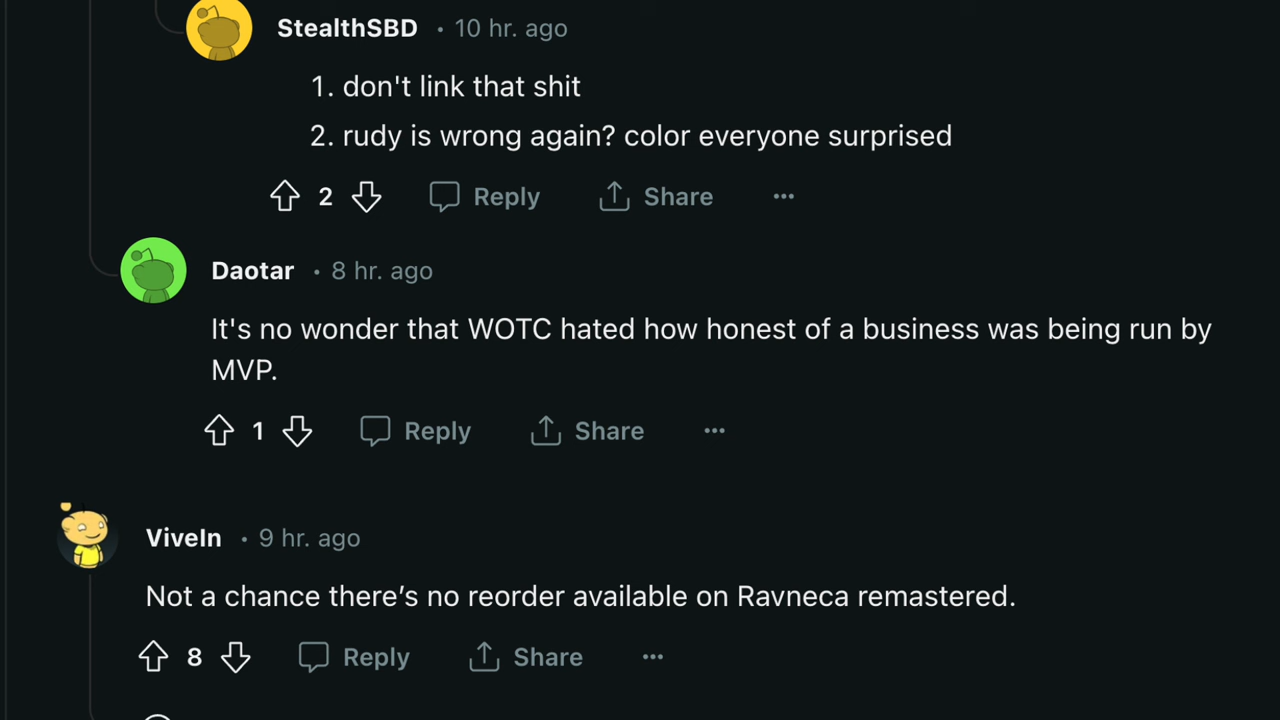 StealthSBD • 10 hr. ago
1. don't link that shit
2. rudy is wrong again? color everyone surprised
2 Reply Share ...
Daotar • 8 hr. ago
It's no wonder that WOTC hated how honest of a business was being run by
MVP.
1 Reply Share ...
ViveIn • 9 hr. ago
Not a chance there’s no reorder available on Ravneca remastered.
8 Reply Share ...